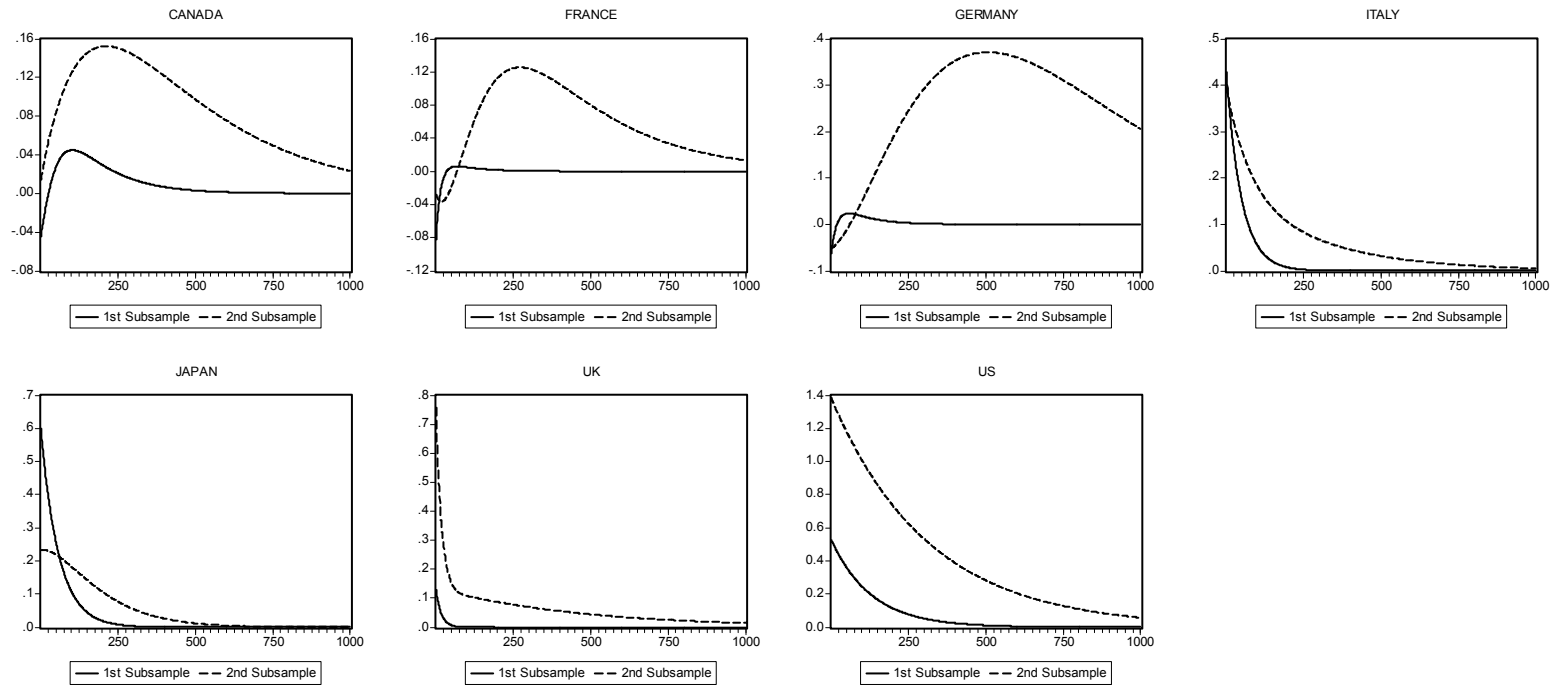 CANADA
.16
.12
.08
.04
.00
-.04
-.08
250 500 750 1000
1st Subsample 2nd Subsample
FRANCE
.16
.12
.08
.04
.00
-.04
-.08
-.12
250 500 750 1000
1st Subsample 2nd Subsample
GERMANY
.4
.3
.2
.1
.0
-.1
250 500 750 1000
1st Subsample 2nd Subsample
ITALY
.5
.4
.3
.2
.1
.0
250 500 750 1000
1st Subsample 2nd Subsample
JAPAN
.7
.6
.5
.4
.3
.2
.1
.0
250 500 750 1000
1st Subsample 2nd Subsample
UK
.8
.7
.6
.5
.4
.3
.2
.1
.0
250 500 750 1000
1st Subsample 2nd Subsample
US
1.4
1.2
1.0
0.8
0.6
0.4
0.2
0.0
250 500 750 1000
1st Subsample 2nd Subsample